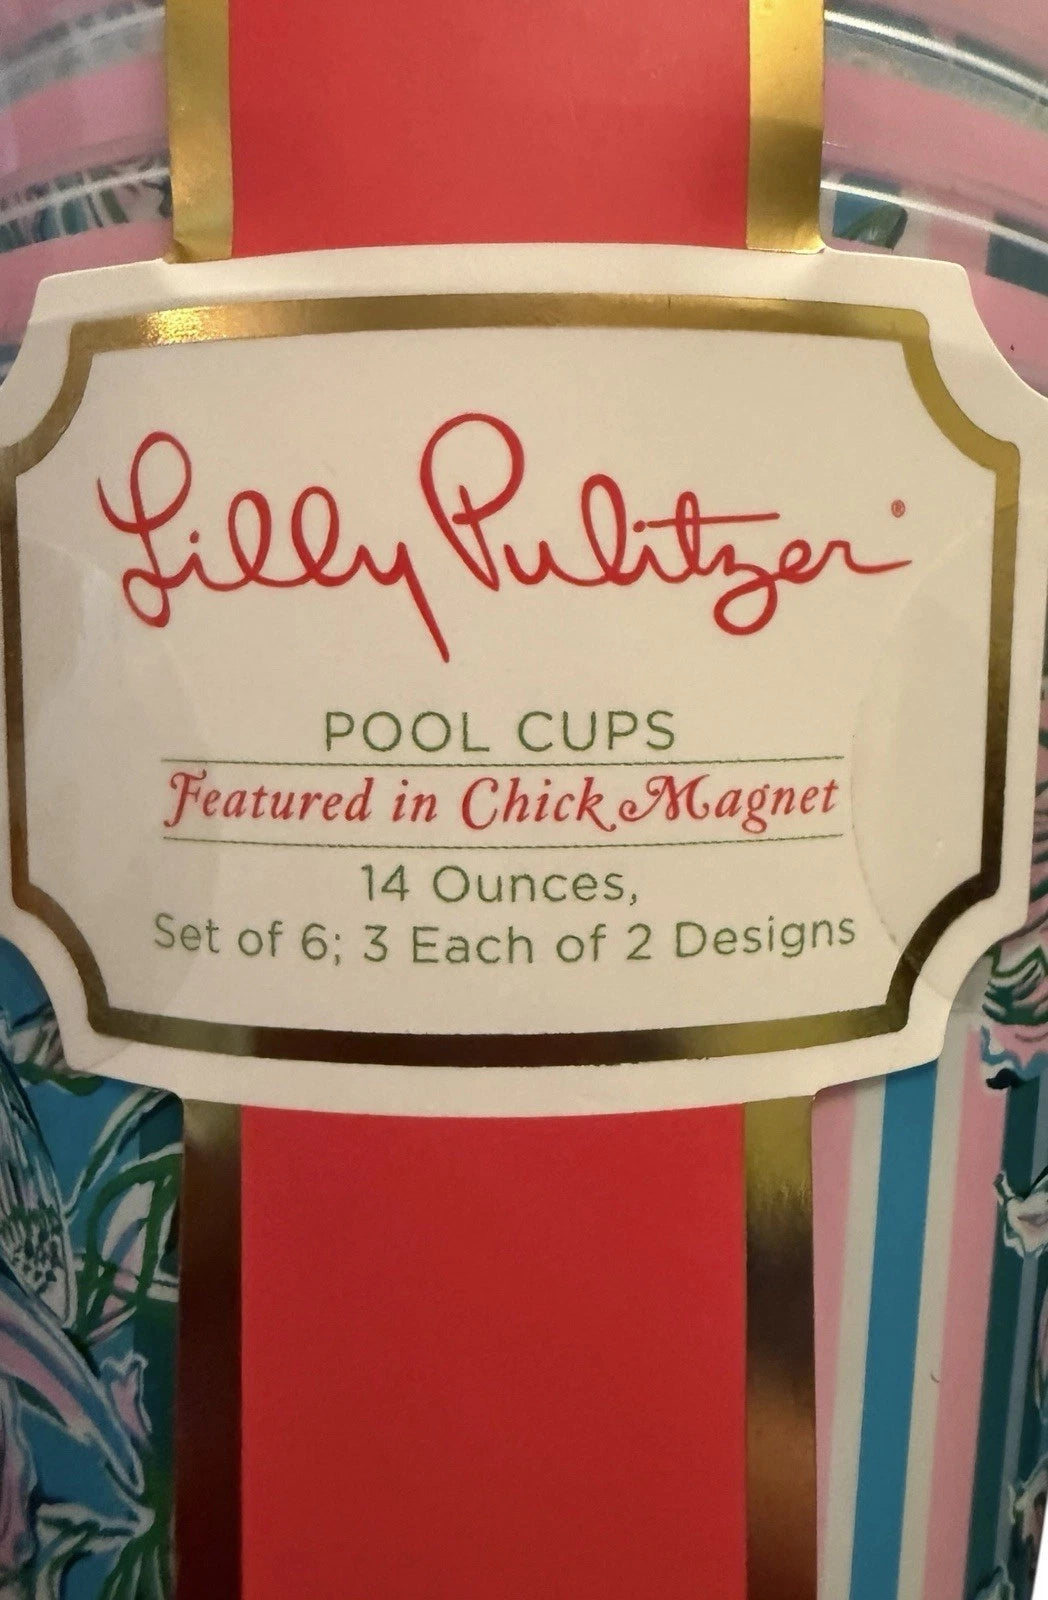 Lilly Pulitzer®
POOL CUPS
Featured in Chick Magnet
14 Ounces,
Set of 6; 3 Each of 2 Designs